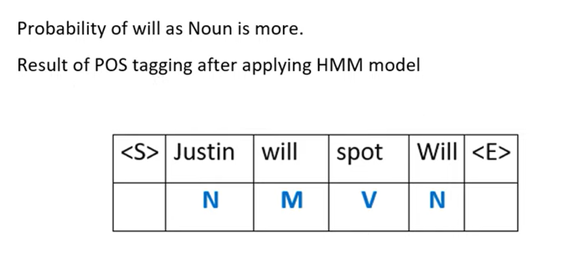 Probability of will as Noun is more.
Result of POS tagging after applying HMM model
<S> Justin will spot Will <E>
N M V N